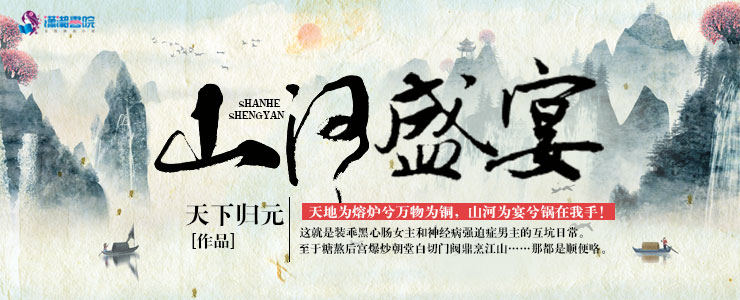 潇湘書院
山河盛宴
SHANHE
SHENGYAN
天下归元
[作品]
天地为熔炉兮万物为铜，山河为宴兮锅在我手！
这就是装乖黑心肠女主和神经病强迫症男主的互坑日常。
至于糖熬后宫爆炒朝堂白切门阀鼎烹江山……那都是顺便咯。